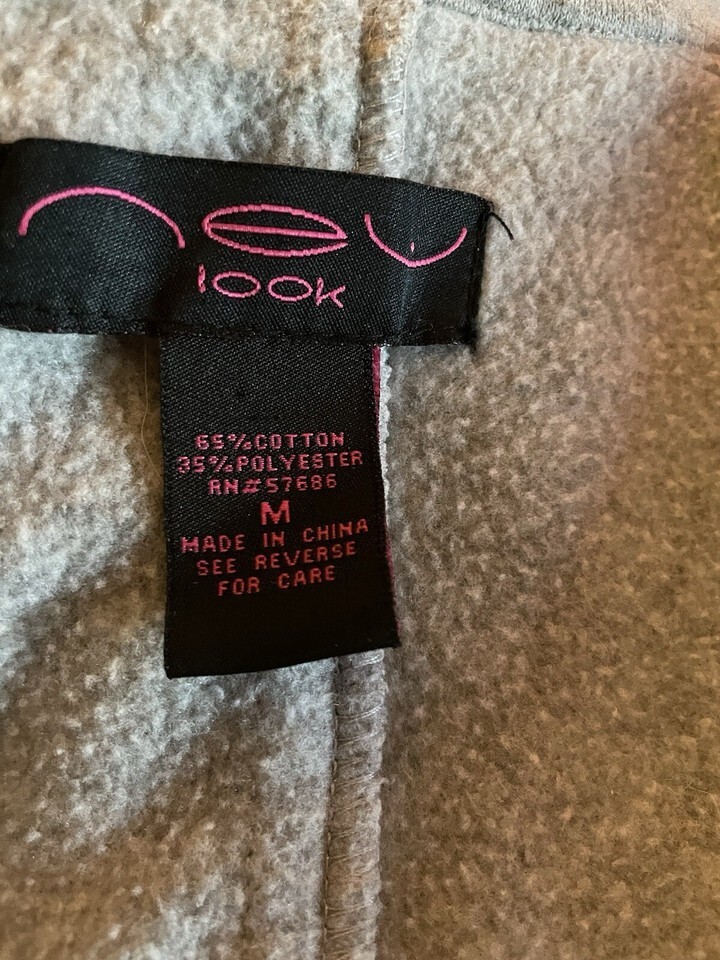 new
look
65%COTTON
35%POLYESTER
RN#57686
M
MADE IN CHINA
SEE REVERSE
FOR CARE